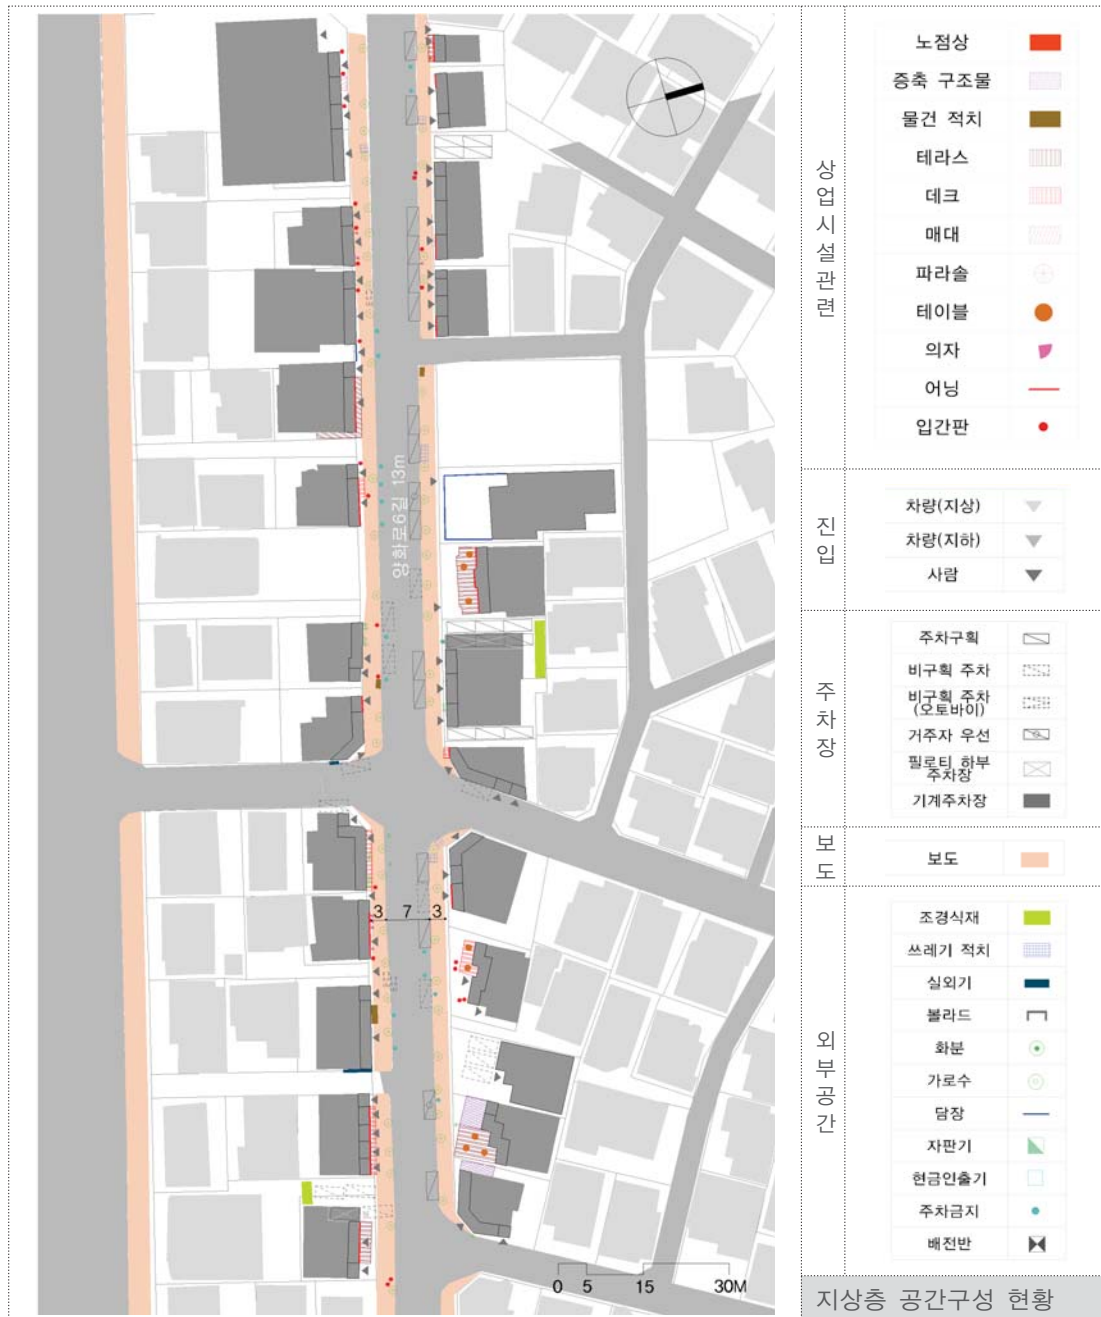 양화로6길 13m
3 7 3
0 5 15 30M
상업시설관련
노점상
증축 구조물
물건 적치
테라스
데크
매대
파라솔
테이블
의자
어닝
입간판
진입
차량(지상)
차량(지하)
사람
주차장
주차구획
비구획 주차
비구획 주차
(오토바이)
거주자 우선
필로티 하부
주차장
기계주차장
보도
보도
외부공간
조경식재
쓰레기 적치
실외기
볼라드
화분
가로수
담장
자판기
현금인출기
주차금지
배전반
지상층 공간구성 현황